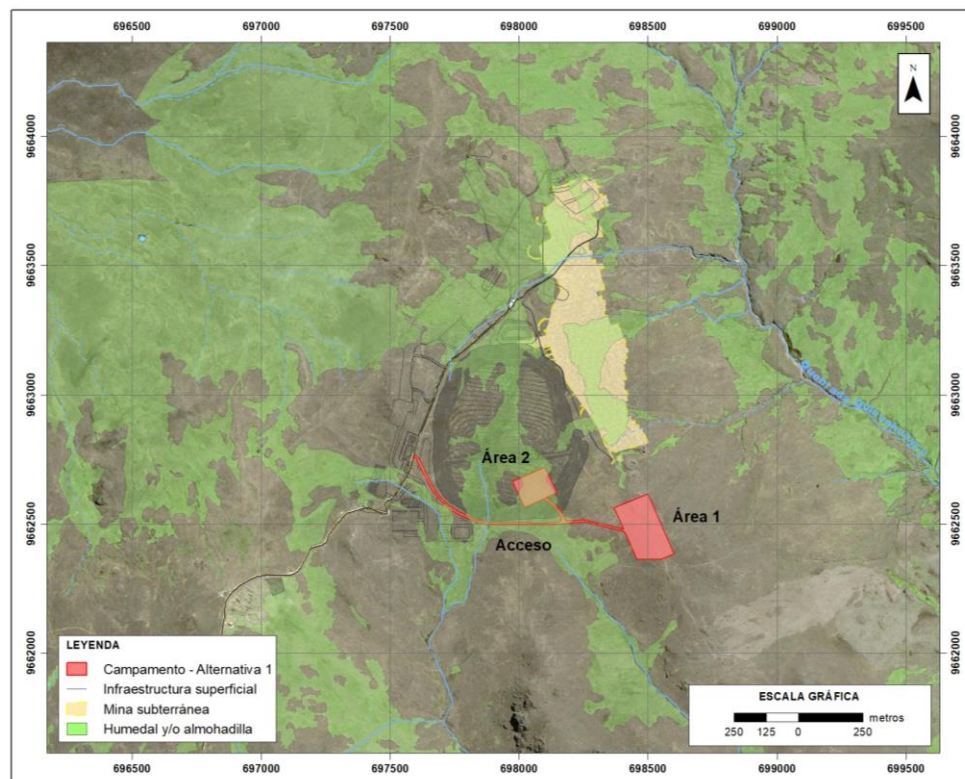 696500 697000 697500 698000 698500 699000 699500
N
9664000 9664000
9663500 9663500
9663000 9663000
Área 2
Área 1
9662500 9662500
Acceso
9662000 9662000
LEYENDA
Campamento - Alternativa 1
Infraestructura superficial
Mina subterránea
Humedal y/o almohadilla
ESCALA GRÁFICA
250 125 0 250 metros
696500 697000 697500 698000 698500 699000 699500